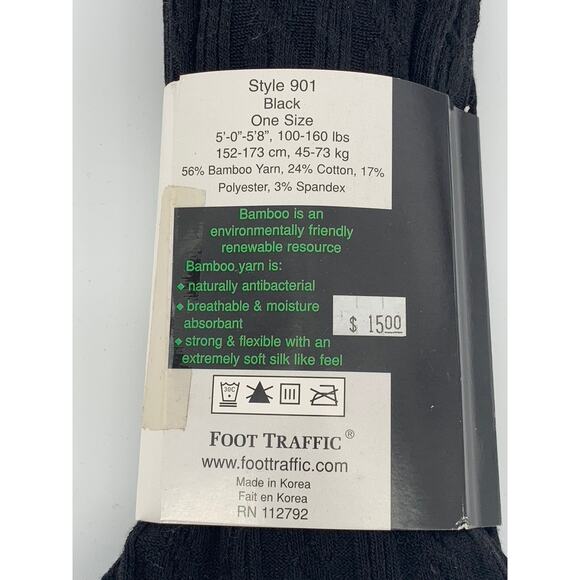 Style 901
Black
One Size
5'-0"-5'8", 100-160 lbs
152-173 cm, 45-73 kg
56% Bamboo Yarn, 24% Cotton, 17%
Polyester, 3% Spandex
Bamboo is an
environmentally friendly
renewable resource
Bamboo yarn is:
◆ naturally antibacterial
◆ breathable & moisture
absorbant
◆ strong & flexible with an
extremely soft silk like feel
$ 15.00
30C
FOOT TRAFFIC ®
www.foottraffic.com
Made in Korea
Fait en Korea
RN 112792